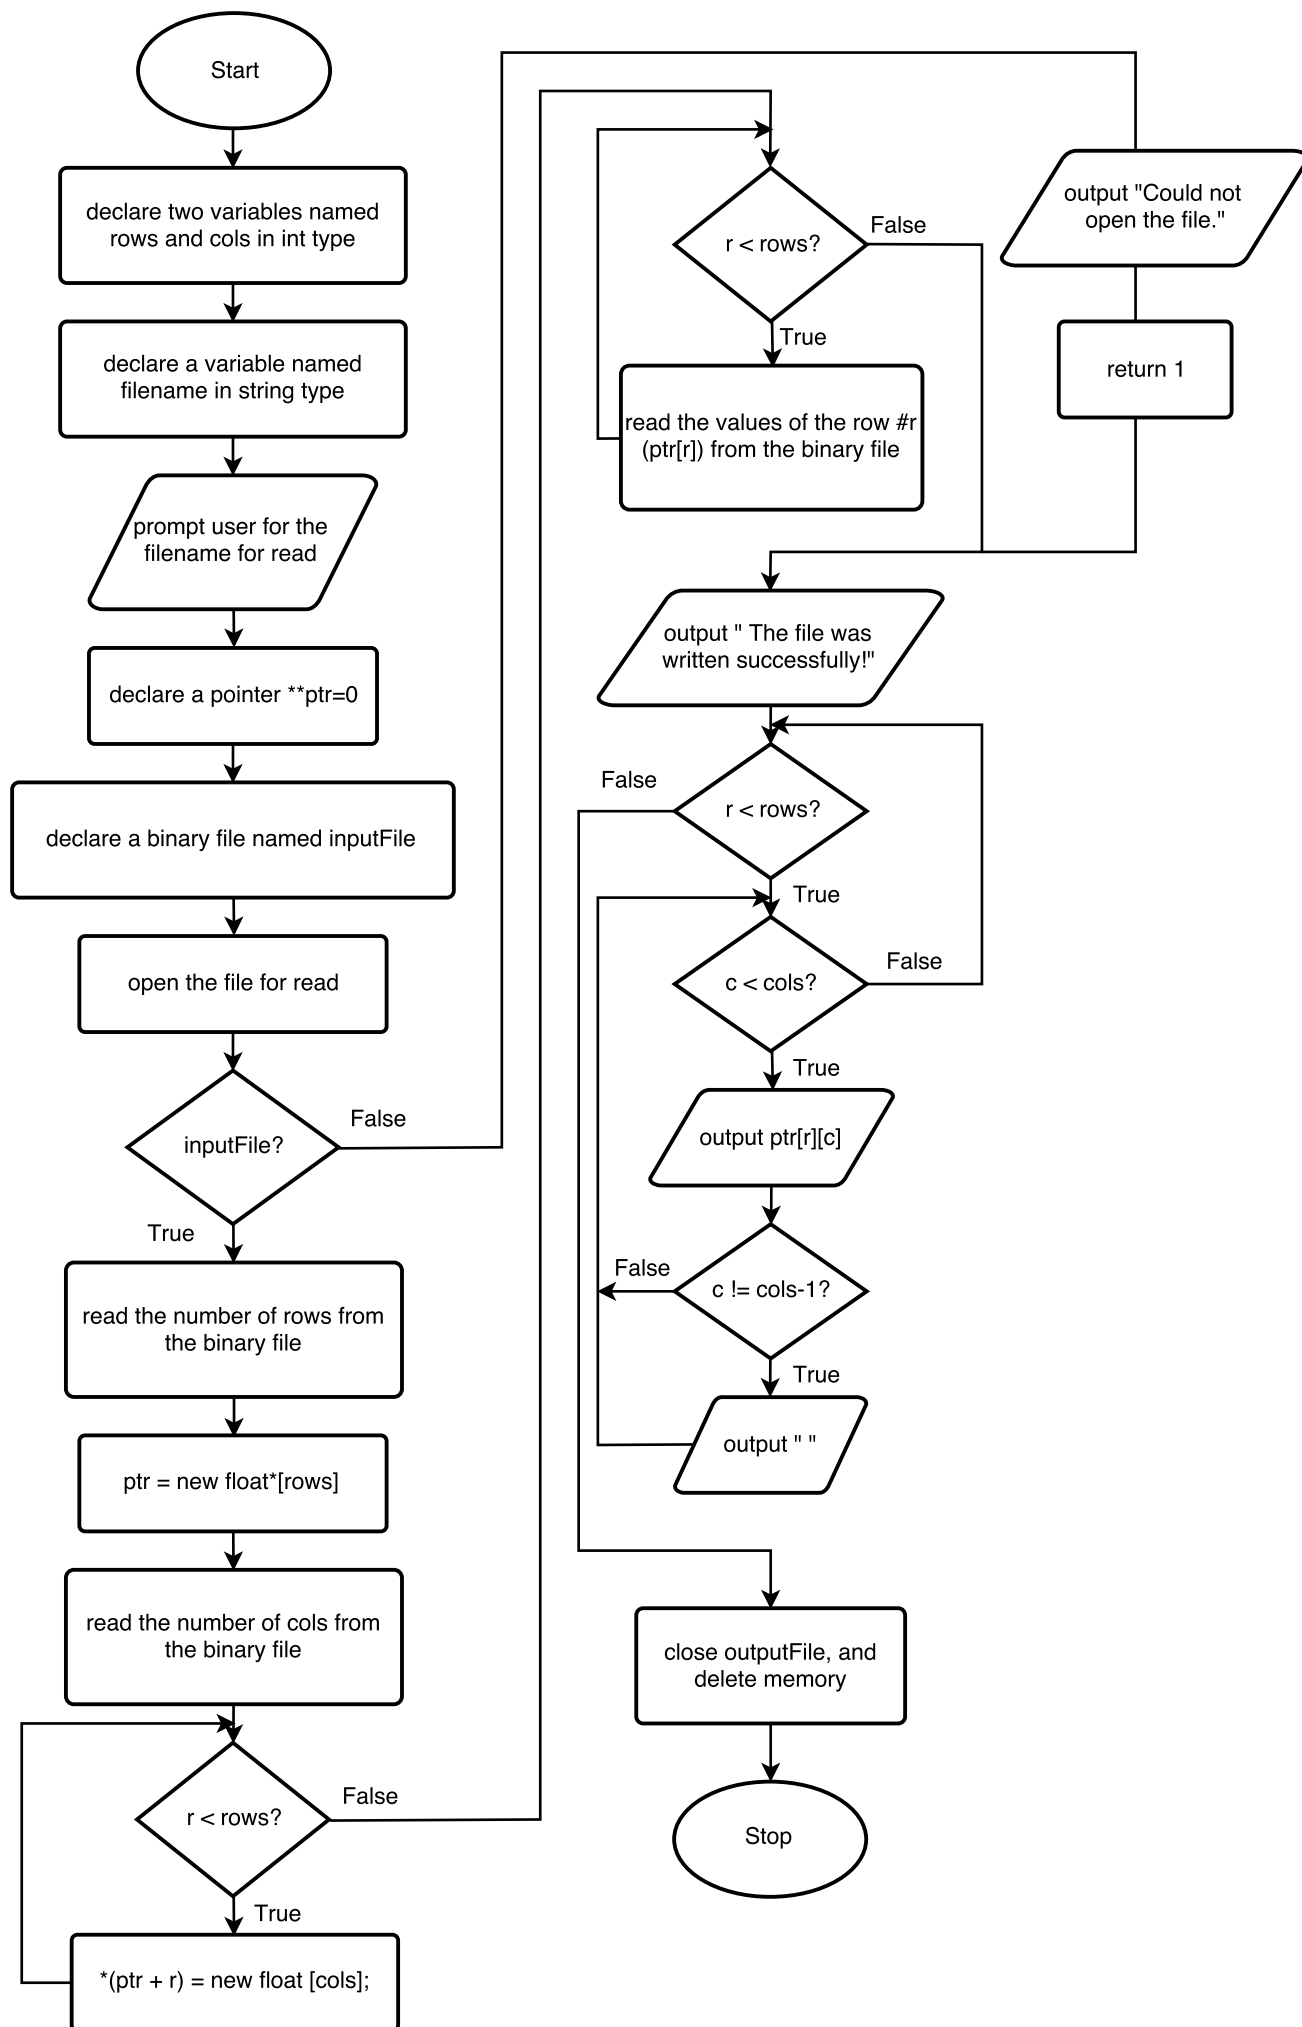 Start
declare two variables named
rows and cols in int type
declare a variable named
filename in string type
prompt user for the
filename for read
declare a pointer **ptr=0
declare a binary file named inputFile
open the file for read
inputFile?
False
True
read the number of rows from
the binary file
ptr = new float*[rows]
read the number of cols from
the binary file
r < rows?
False
True
*(ptr + r) = new float [cols];
r < rows?
False
True
read the values of the row #r
(ptr[r]) from the binary file
output "Could not
open the file."
return 1
output " The file was
written successfully!"
r < rows?
False
True
c < cols?
False
True
output ptr[r][c]
c != cols-1?
False
True
output " "
close outputFile, and
delete memory
Stop